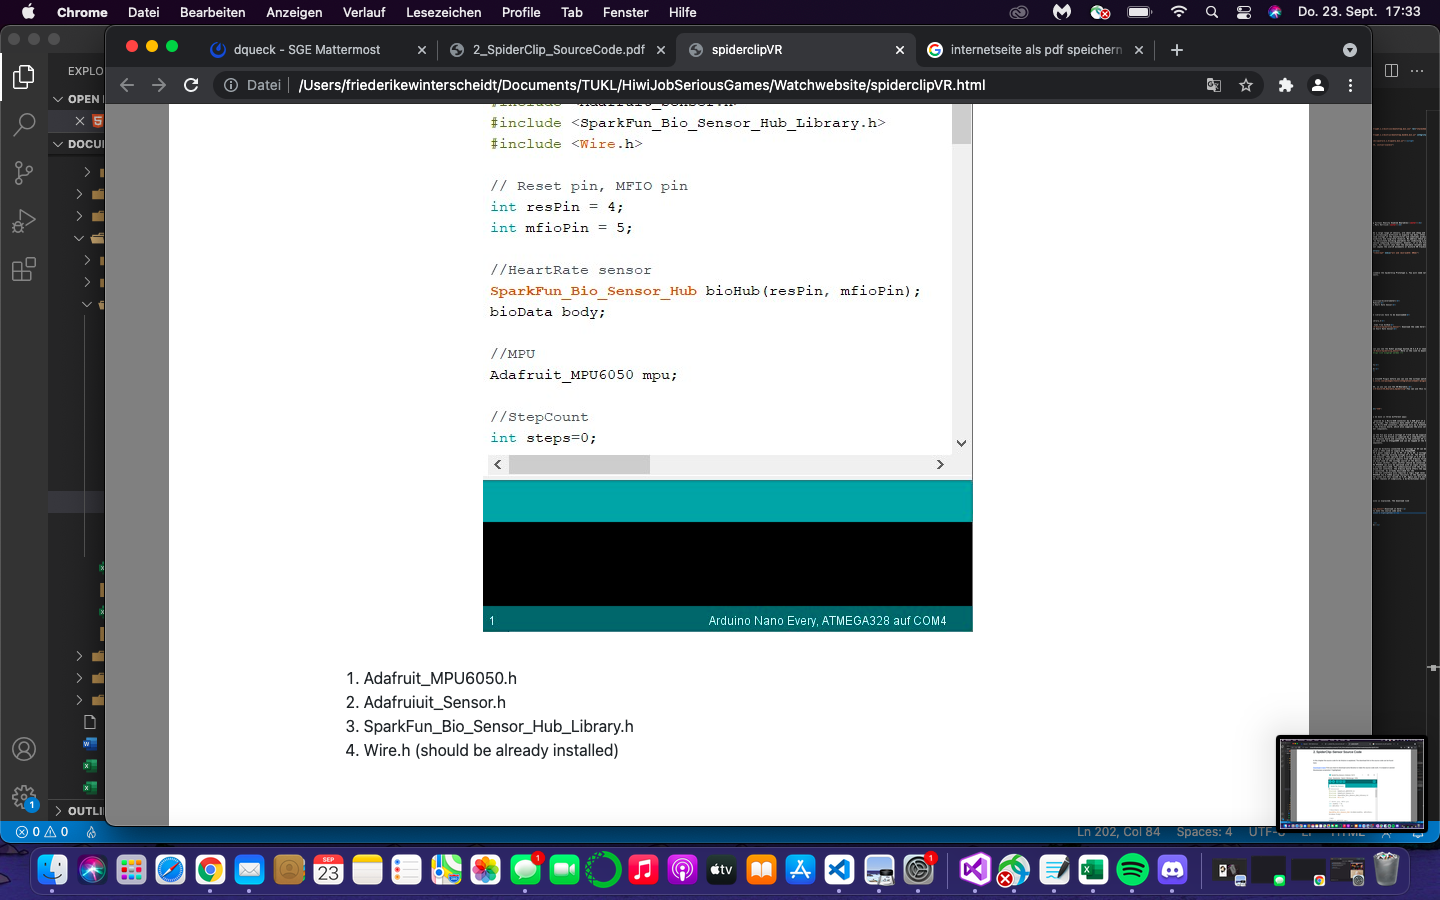 Chrome Datei Bearbeiten Anzeigen Verlauf Lesezeichen Profile Tab Fenster Hilfe Do. 23. Sept. 17:33
dqueck - SGE Mattermost 2_SpiderClip_SourceCode.pdf spiderclipVR internetseite als pdf speichern
Datei /Users/friederikewinterscheidt/Documents/TUKL/HiwiJobSeriousGames/Watchwebsite/spiderclipVR.html
EXPLO
OPEN
DOCU
#include <Adafruit_Sensor.h>
#include <SparkFun_Bio_Sensor_Hub_Library.h>
#include <Wire.h>
// Reset pin, MFIO pin
int resPin = 4;
int mfioPin = 5;
//HeartRate sensor
SparkFun_Bio_Sensor_Hub bioHub(resPin, mfioPin);
bioData body;
//MPU
Adafruit_MPU6050 mpu;
//StepCount
int steps=0;
1 Arduino Nano Every, ATMEGA328 auf COM4
1. Adafruit_MPU6050.h
2. Adafruiuit_Sensor.h
3. SparkFun_Bio_Sensor_Hub_Library.h
4. Wire.h (should be already installed)
OUTLI
1
0 0 Ln 202, Col 84 Spaces: 4
SEP
23
1
tv
1